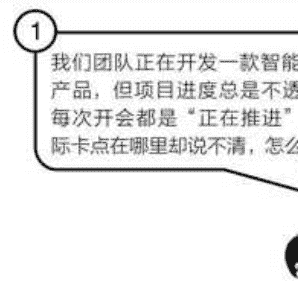 1
我们团队正在开发一款智能
产品，但项目进度总是不透
每次开会都是“正在推进”
际卡点在哪里却说不清，怎么